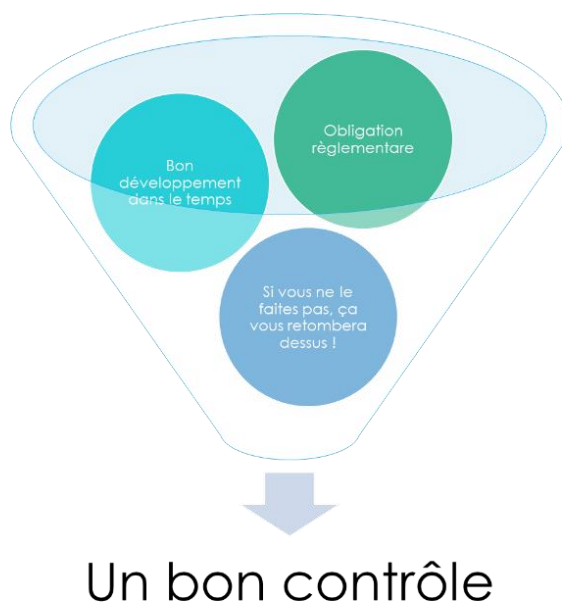 Obligation
règlementare
Bon
développement
dans le temps
Si vous ne le
faites pas, ça
vous retombera
dessus !
Un bon contrôle